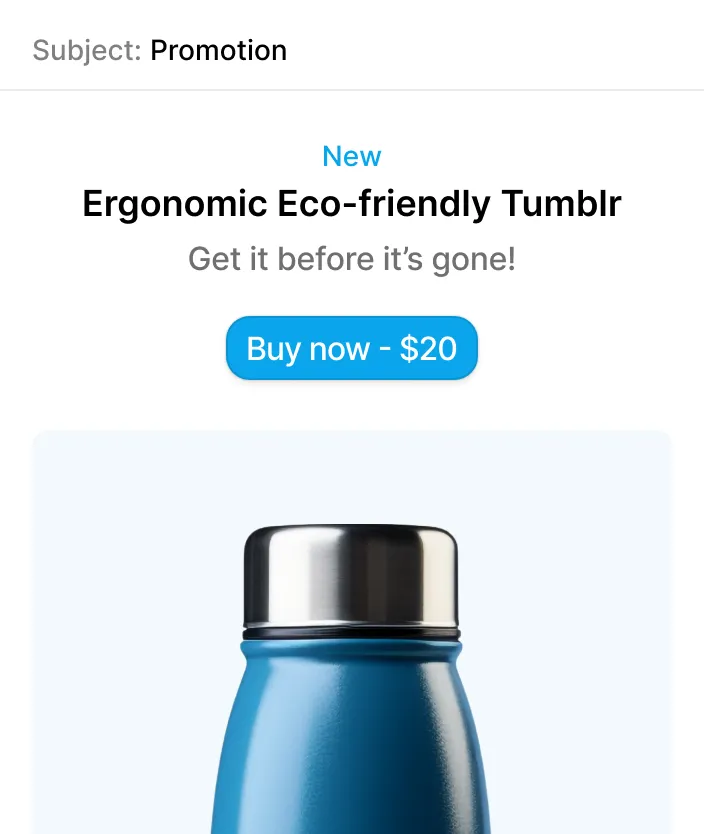 Subject: Promotion
New
Ergonomic Eco-friendly Tumblr
Get it before it’s gone!
Buy now - $20